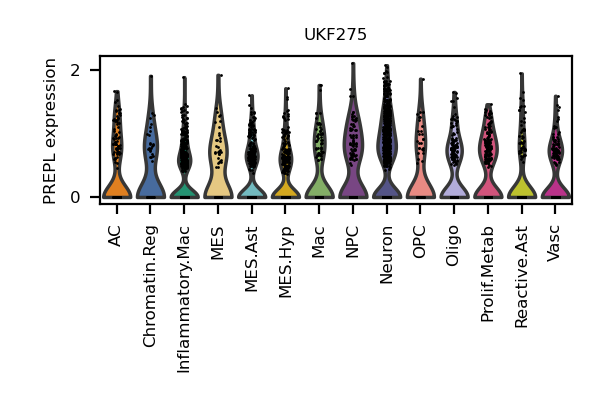 UKF275
PREPL expression
2
0
AC
Chromatin.Reg
Inflammatory.Mac
MES
MES.Ast
MES.Hyp
Mac
NPC
Neuron
OPC
Oligo
Prolif.Metab
Reactive.Ast
Vasc